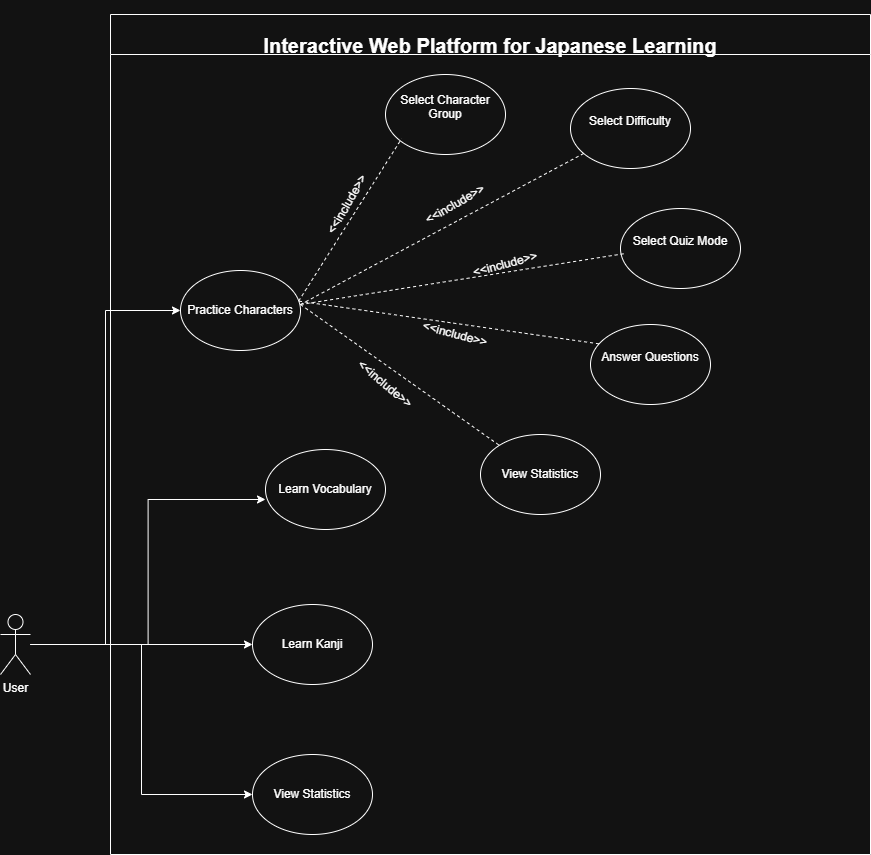 Interactive Web Platform for Japanese Learning
Select Character
Group
Select Difficulty
<<include>>
<<include>>
Select Quiz Mode
<<include>>
Practice Characters
<<include>>
Answer Questions
<<include>>
View Statistics
Learn Vocabulary
Learn Kanji
User
View Statistics